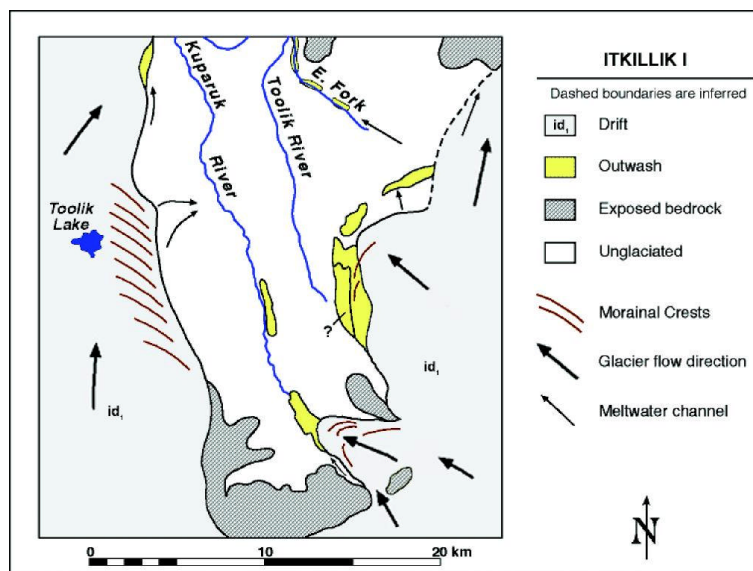 ITKILLIK I
Dashed boundaries are inferred
id₁ Drift
Outwash
Exposed bedrock
Unglaciated
Morainal Crests
Glacier flow direction
Meltwater channel
N
Kuparuk
River
Toolik River
E. Fork
Toolik
Lake
?
id₁
id₁
0 10 20 km